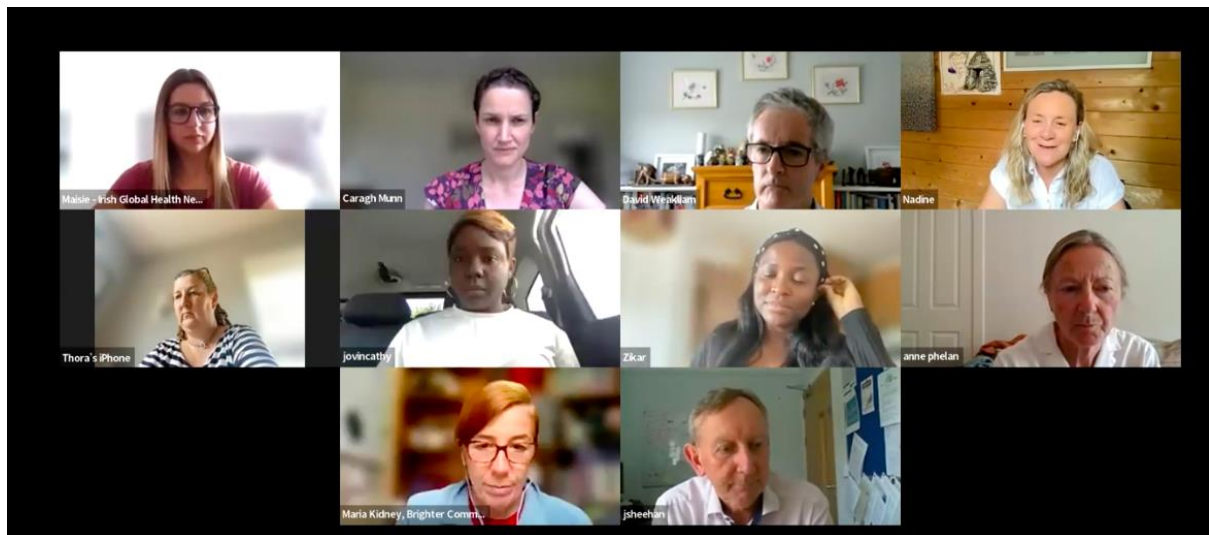 Maisie - Irish Global Health Ne...
Caragh Munn
David Weakliam
Nadine
Thora's iPhone
jovincathy
Zikar
anne phelan
Maria Kidney, Brighter Comm...
jsheehan